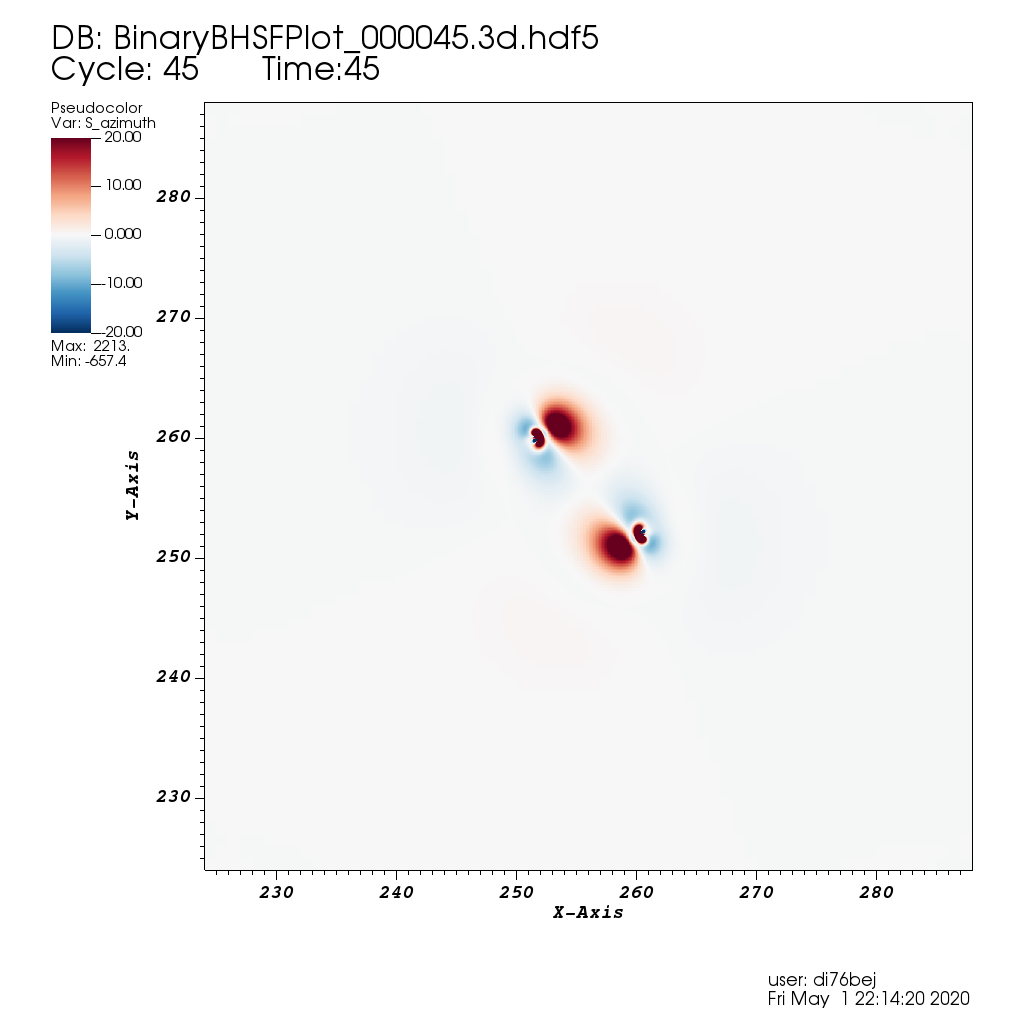 DB: BinaryBHSFPlot_000045.3d.hdf5
Cycle: 45 Time:45
Pseudocolor
Var: S_azimuth
20.00
10.00
0.000
-10.00
-20.00
Max: 2213.
Min: -657.4
280
270
260
250
240
230
Y-Axis
230 240 250 260 270 280
X-Axis
user: di76bej
Fri May 1 22:14:20 2020